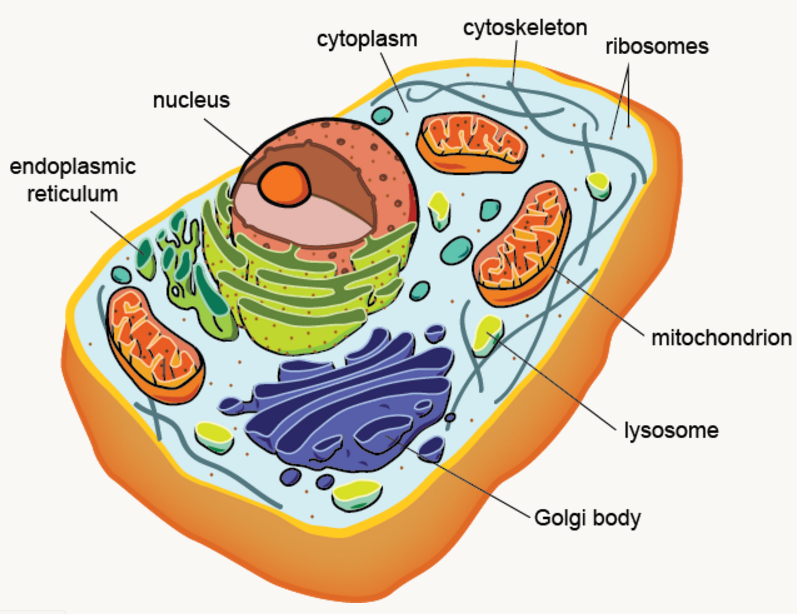 cytoskeleton
cytoplasm
ribosomes
nucleus
endoplasmic
reticulum
mitochondrion
lysosome
Golgi body